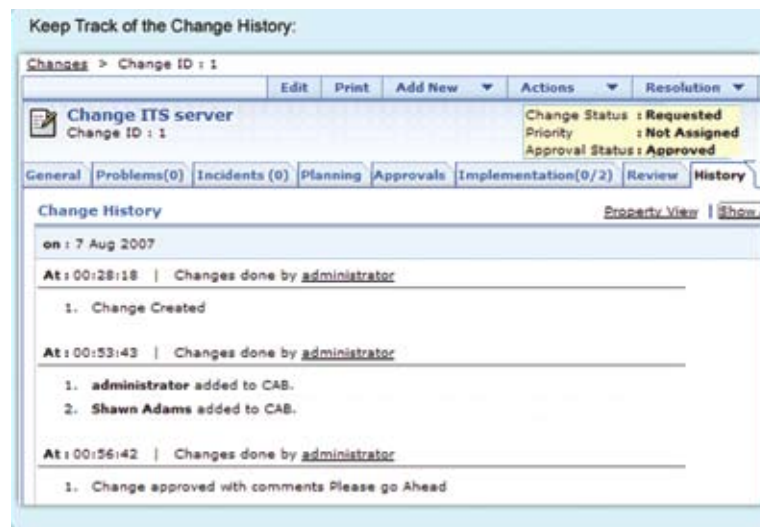 Keep Track of the Change History:
Changes > Change ID : 1
Edit Print Add New Actions Resolution
Change ITS server
Change ID : 1
Change Status : Requested
Priority : Not Assigned
Approval Status : Approved
General Problems(0) Incidents (0) Planning Approvals Implementation(0/2) Review History
Change History Property View | Show
on : 7 Aug 2007
At : 00:28:18 | Changes done by administrator
1. Change Created
At : 00:53:43 | Changes done by administrator
1. administrator added to CAB.
2. Shawn Adams added to CAB.
At : 00:56:42 | Changes done by administrator
1. Change approved with comments Please go Ahead